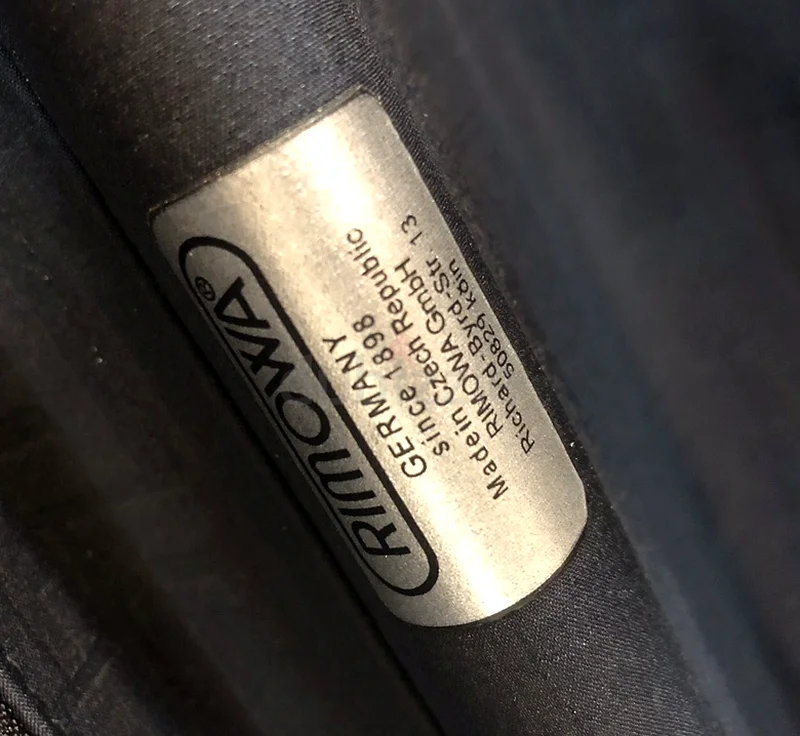 RIMOWA®
GERMANY
since 1898
Made in Czech Republic
RIMOWA GmbH
Richard-Byrd-Str 13
50829 köln